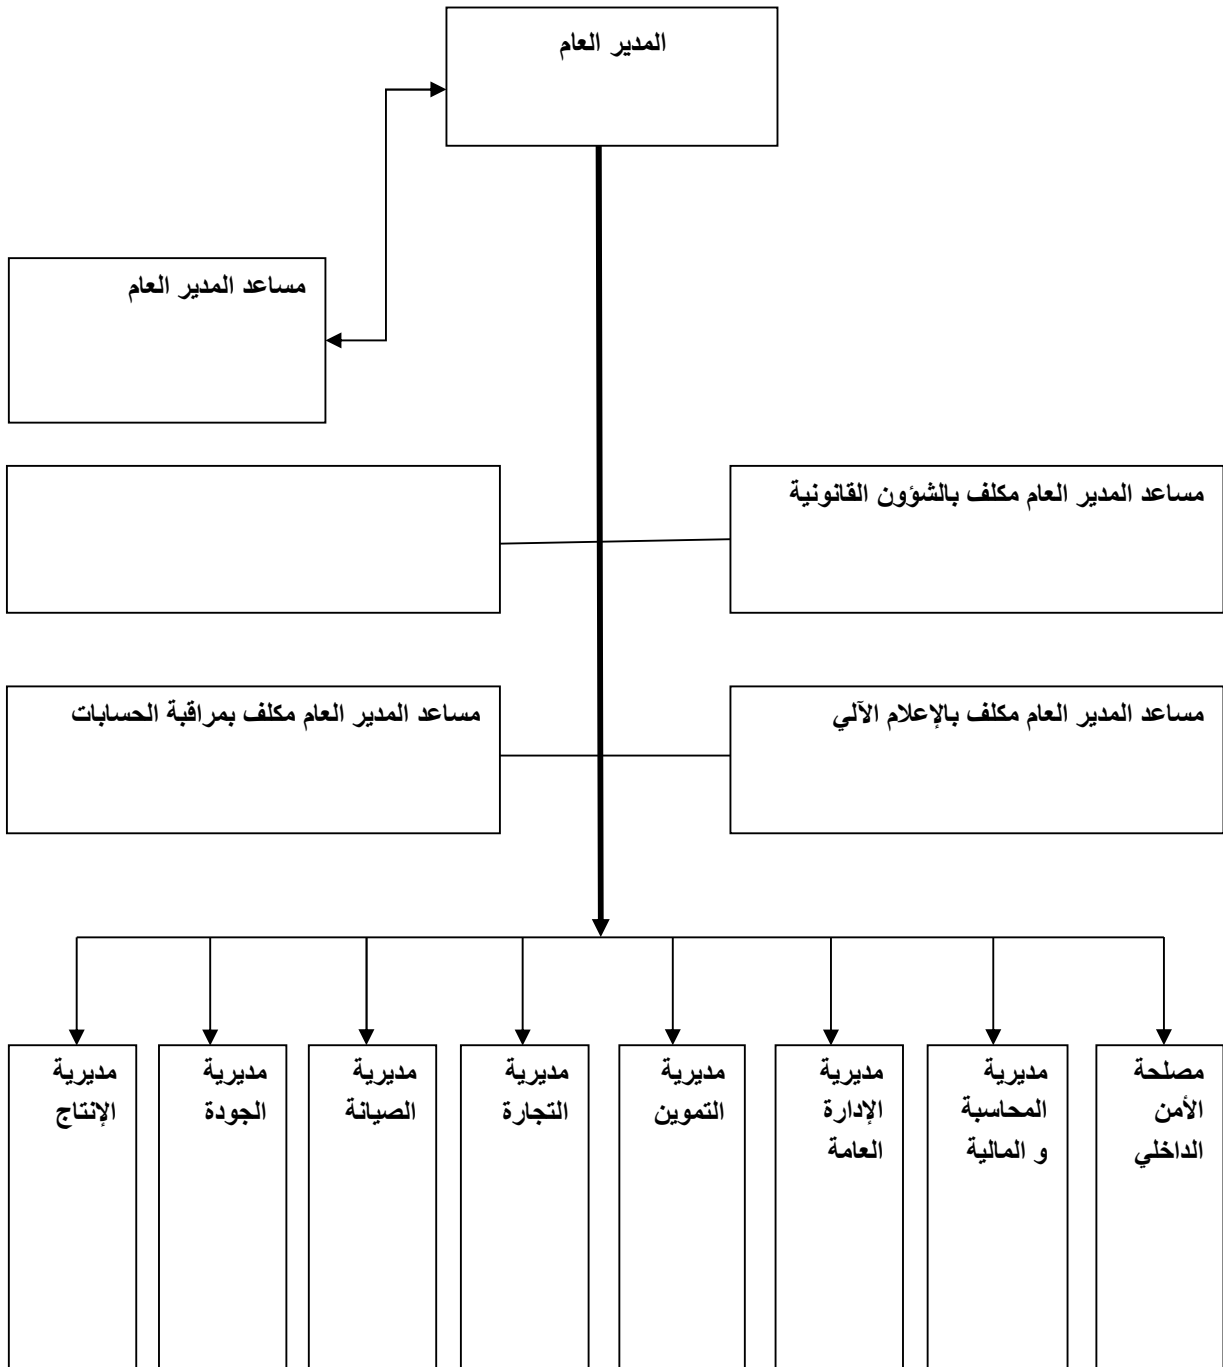 المدير العام
مساعد المدير العام
مساعد المدير العام مكلف بالشؤون القانونية
مساعد المدير العام مكلف بالإعلام الآلي
مساعد المدير العام مكلف بمراقبة الحسابات
مصلحة
الأمن
الداخلي
مديرية
المحاسبة
و المالية
مديرية
الإدارة
العامة
مديرية
التموين
مديرية
التجارة
مديرية
الصيانة
مديرية
الجودة
مديرية
الإنتاج